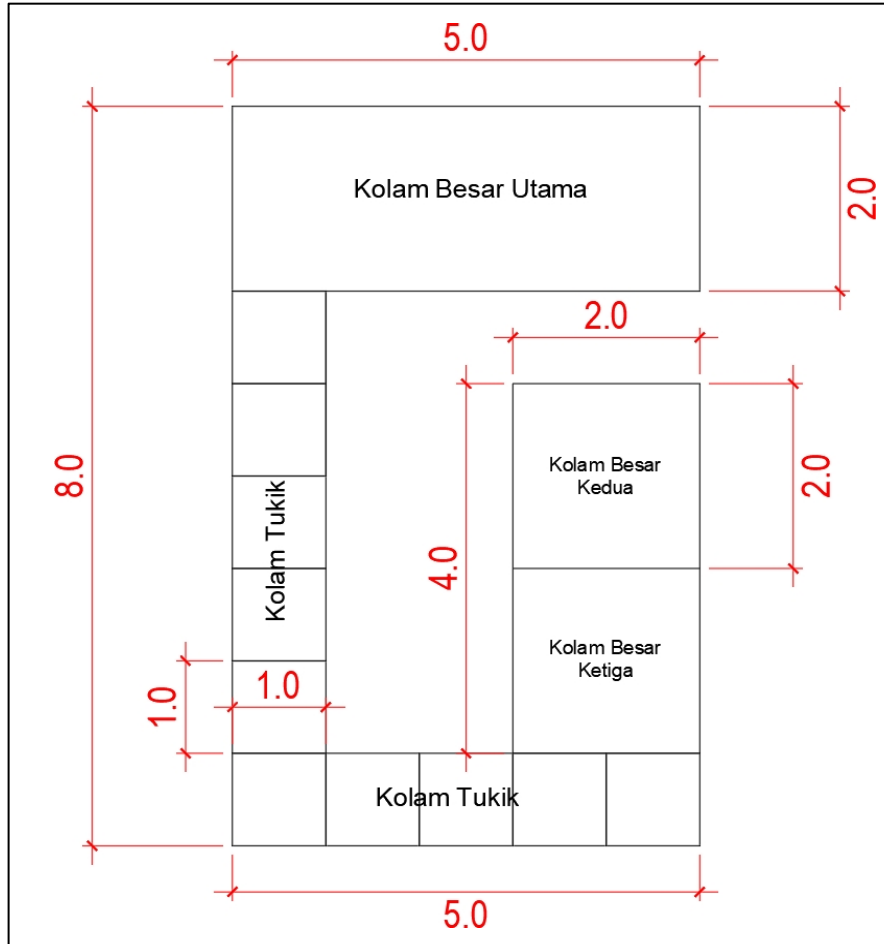 5.0
Kolam Besar Utama
2.0
2.0
8.0
Kolam Besar
Kedua
2.0
Kolam Tukik
4.0
Kolam Besar
Ketiga
1.0
1.0
Kolam Tukik
5.0